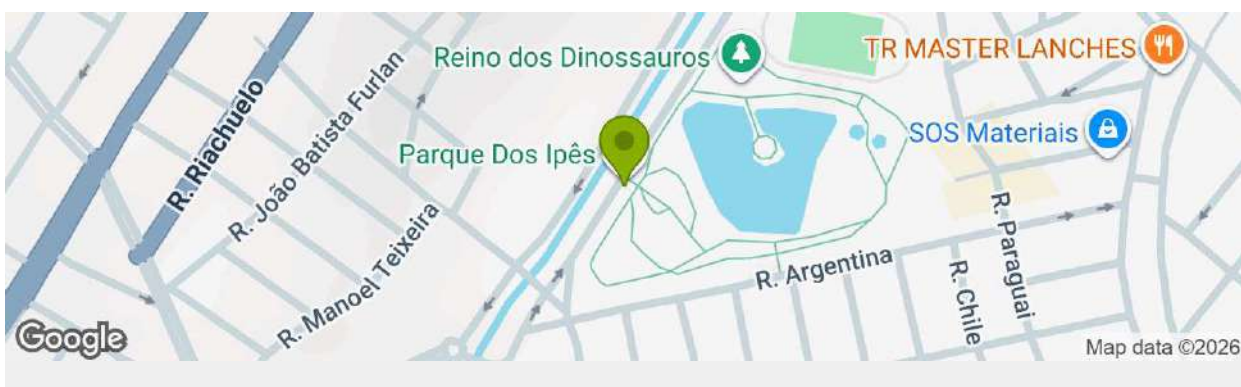 TR MASTER LANCHES
Reino dos Dinossauros
R. Riachuelo
R. João Batista Furlan
SOS Materiais
Parque Dos Ipês
R. Manoel Teixeira
R. Paraguai
R. Argentina
R. Chile
Google
Map data ©2026